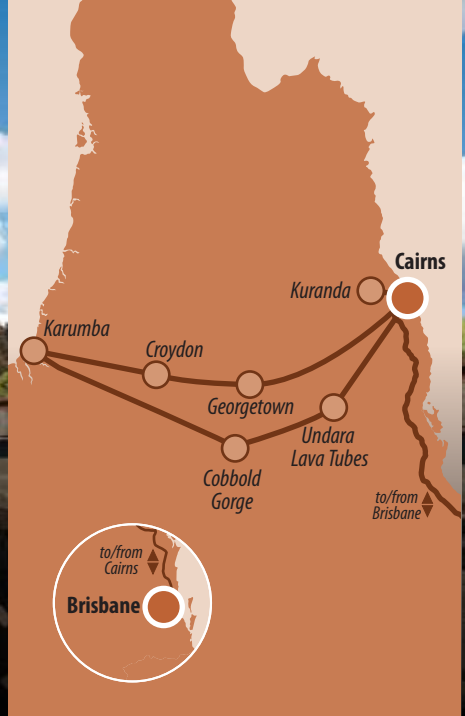 Cairns
Kuranda
Karumba
Croydon
Georgetown
Undara
Lava Tubes
Cobbold
Gorge
to/from
Brisbane
to/from
Cairns
Brisbane